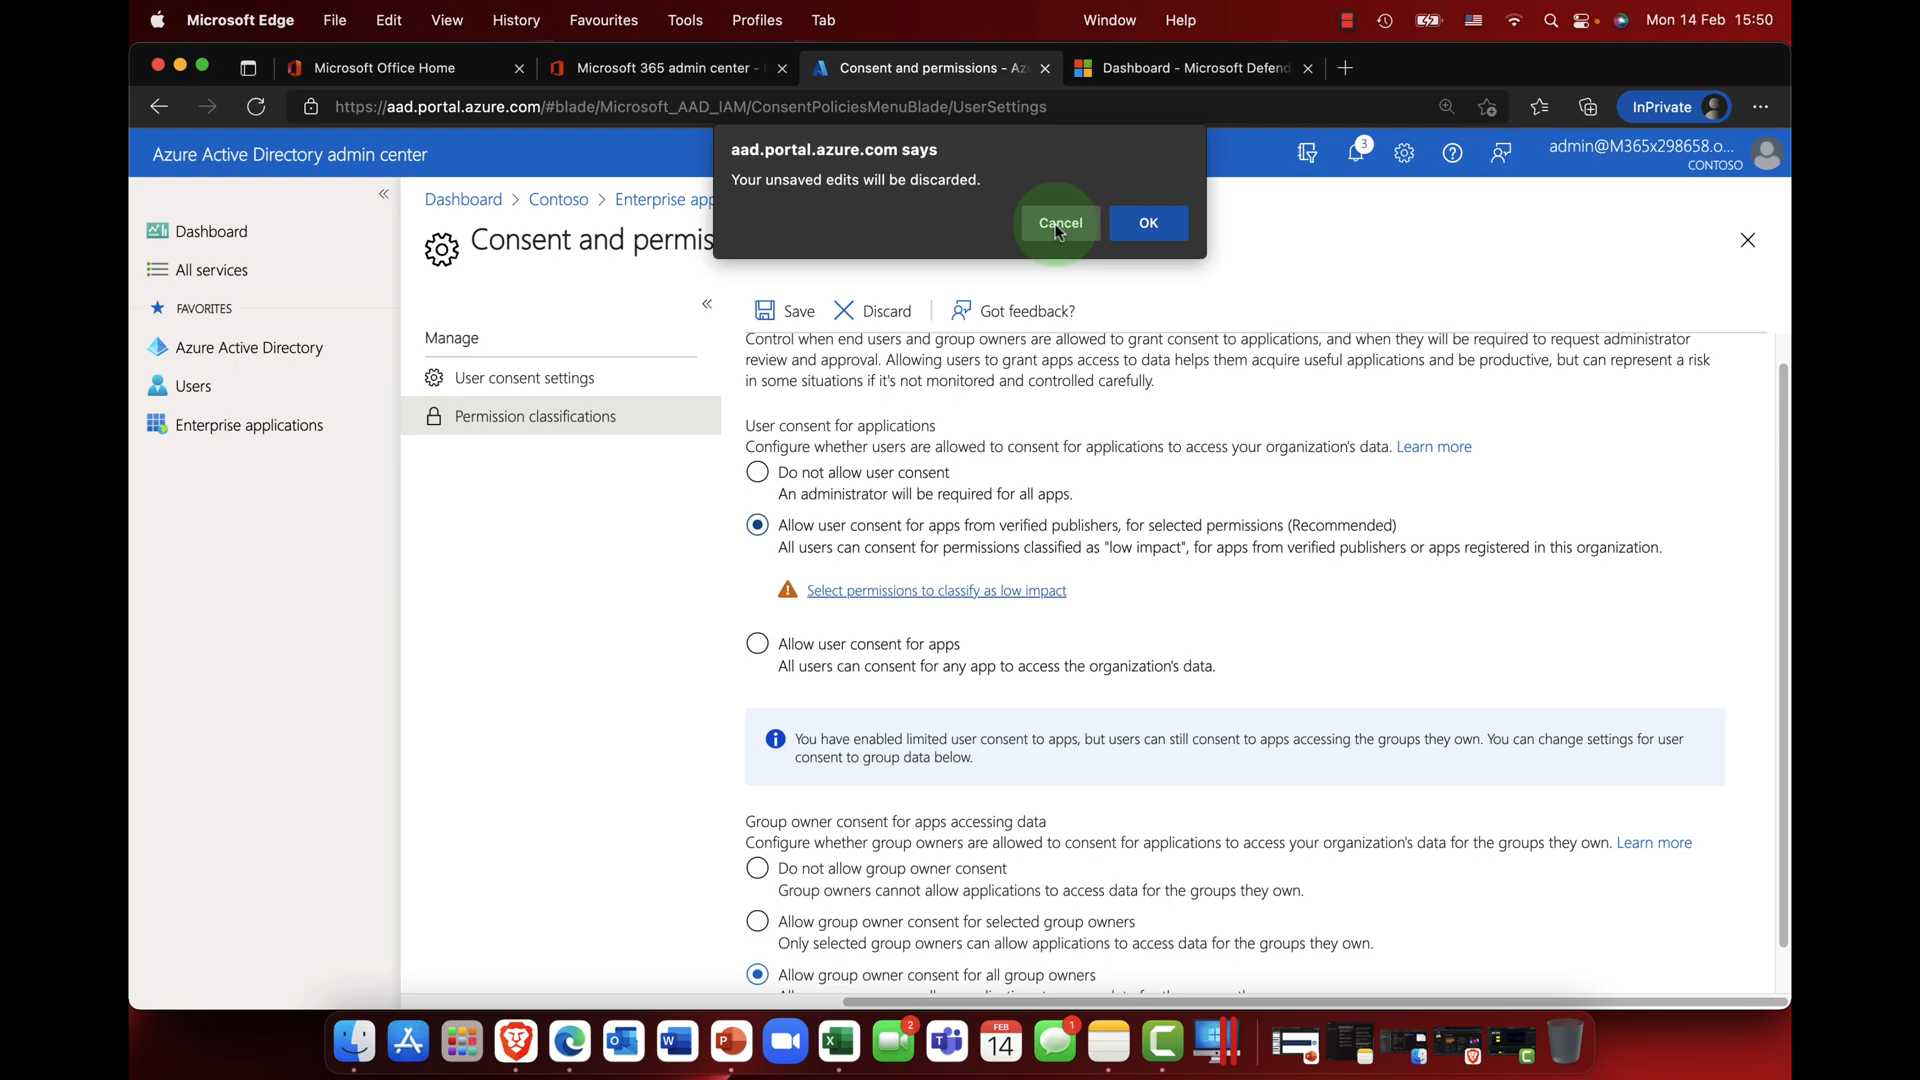 Microsoft Edge File Edit View History Favourites Tools Profiles Tab Window Help Mon 14 Feb 15:50
Microsoft Office Home Microsoft 365 admin center - Consent and permissions - Az Dashboard - Microsoft Defend
https://aad.portal.azure.com/#blade/Microsoft_AAD_IAM/ConsentPoliciesMenuBlade/UserSettings InPrivate
aad.portal.azure.com says
Your unsaved edits will be discarded.
Cancel OK
Azure Active Directory admin center
3
admin@M365x298658.o...
CONTOSO
Dashboard
All services
FAVORITES
Azure Active Directory
Users
Enterprise applications
Dashboard > Contoso > Enterprise app
Consent and permis
Manage
User consent settings
Permission classifications
Save Discard Got feedback?
Control when end users and group owners are allowed to grant consent to applications, and when they will be required to request administrator
review and approval. Allowing users to grant apps access to data helps them acquire useful applications and be productive, but can represent a risk
in some situations if it's not monitored and controlled carefully.
User consent for applications
Configure whether users are allowed to consent for applications to access your organization's data. Learn more
Do not allow user consent
An administrator will be required for all apps.
Allow user consent for apps from verified publishers, for selected permissions (Recommended)
All users can consent for permissions classified as "low impact", for apps from verified publishers or apps registered in this organization.
Select permissions to classify as low impact
Allow user consent for apps
All users can consent for any app to access the organization's data.
You have enabled limited user consent to apps, but users can still consent to apps accessing the groups they own. You can change settings for user
consent to group data below.
Group owner consent for apps accessing data
Configure whether group owners are allowed to consent for applications to access your organization's data for the groups they own. Learn more
Do not allow group owner consent
Group owners cannot allow applications to access data for the groups they own.
Allow group owner consent for selected group owners
Only selected group owners can allow applications to access data for the groups they own.
Allow group owner consent for all group owners
2 FEB 14 1